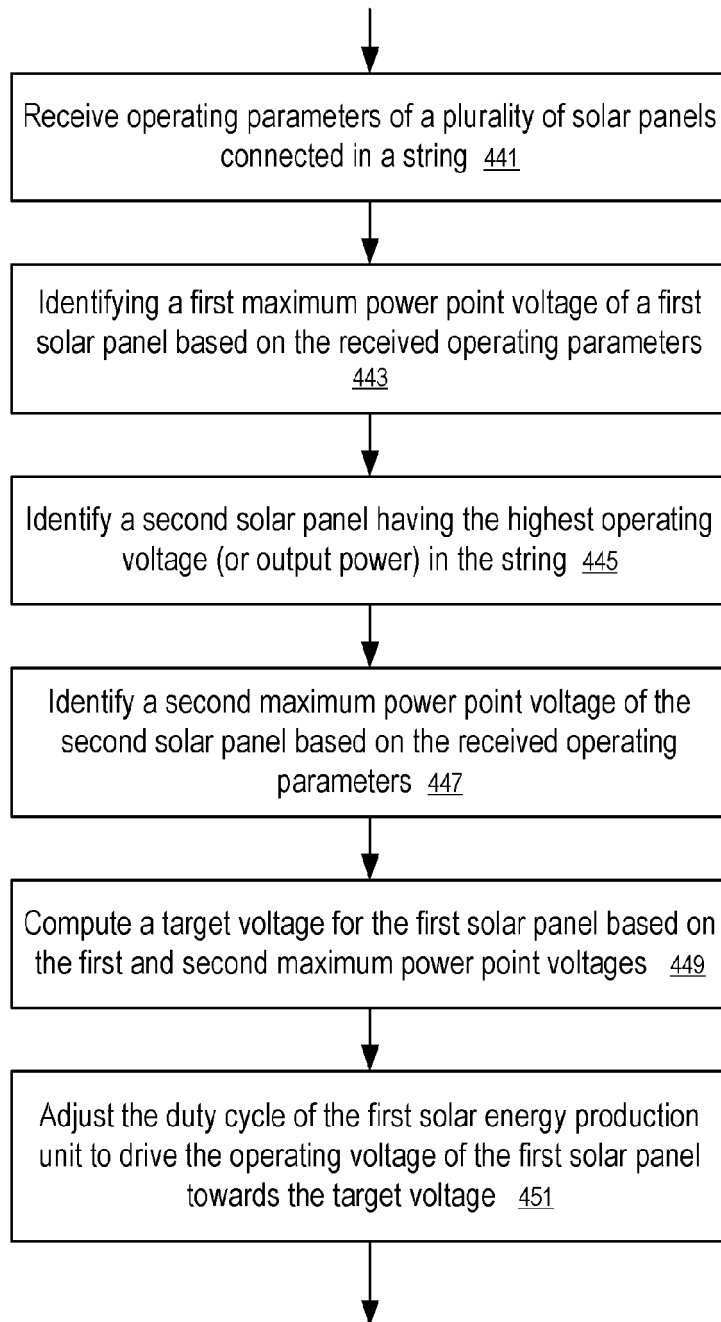 Receive operating parameters of a plurality of solar panels
connected in a string 441
Identifying a first maximum power point voltage of a first
solar panel based on the received operating parameters
443
Identify a second solar panel having the highest operating
voltage (or output power) in the string 445
Identify a second maximum power point voltage of the
second solar panel based on the received operating
parameters 447
Compute a target voltage for the first solar panel based on
the first and second maximum power point voltages 449
Adjust the duty cycle of the first solar energy production
unit to drive the operating voltage of the first solar panel
towards the target voltage 451